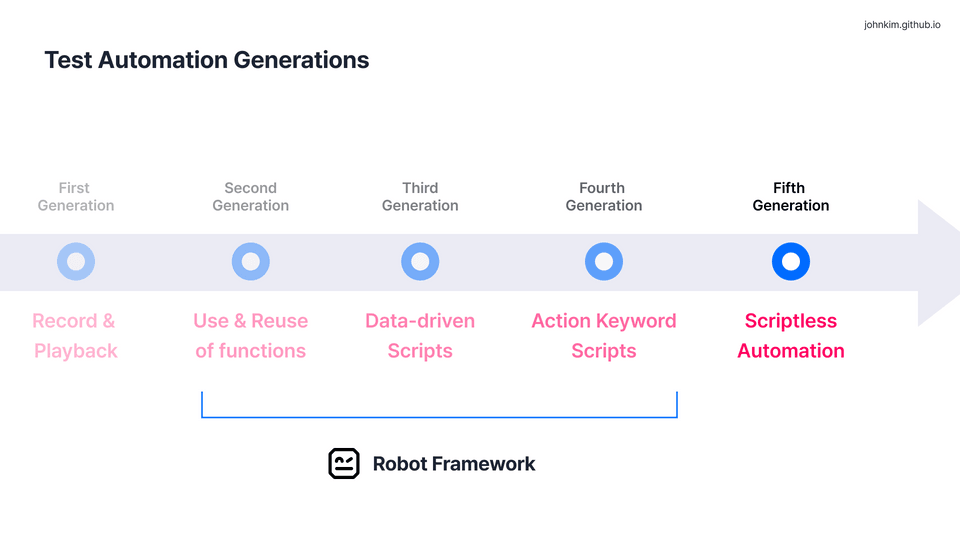 johnkim.github.io
Test Automation Generations
First
Generation
Second
Generation
Third
Generation
Fourth
Generation
Fifth
Generation
Record &
Playback
Use & Reuse
of functions
Data-driven
Scripts
Action Keyword
Scripts
Scriptless
Automation
Robot Framework